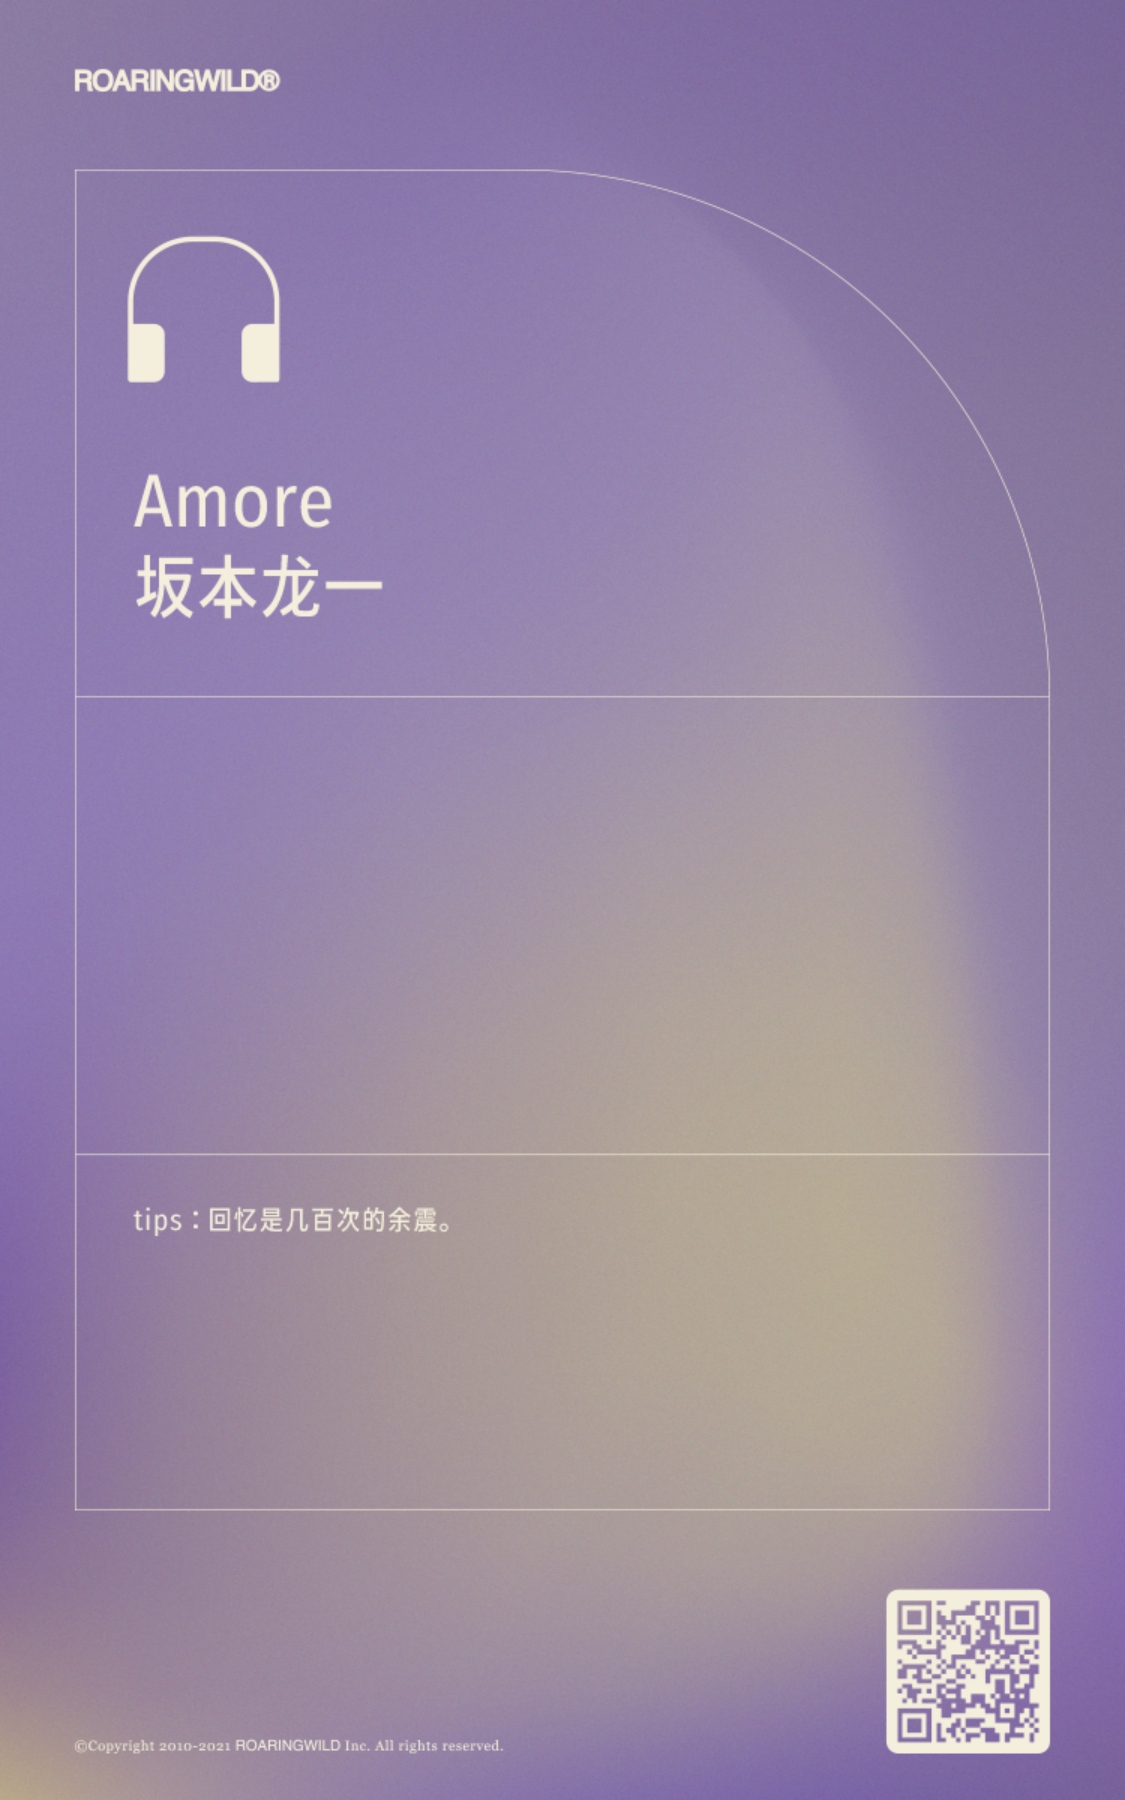 ROARINGWILD®
Amore
坂本龙一
tips：回忆是几百次的余震。
©Copyright 2010-2021 ROARINGWILD Inc. All rights reserved.